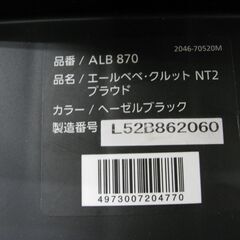 2046-70520M
品番 / ALB 870
品名 / エールベベ・クルット NT2
プラウド
カラー / ヘーゼルブラック
製造番号 L52B862060
4973007204770